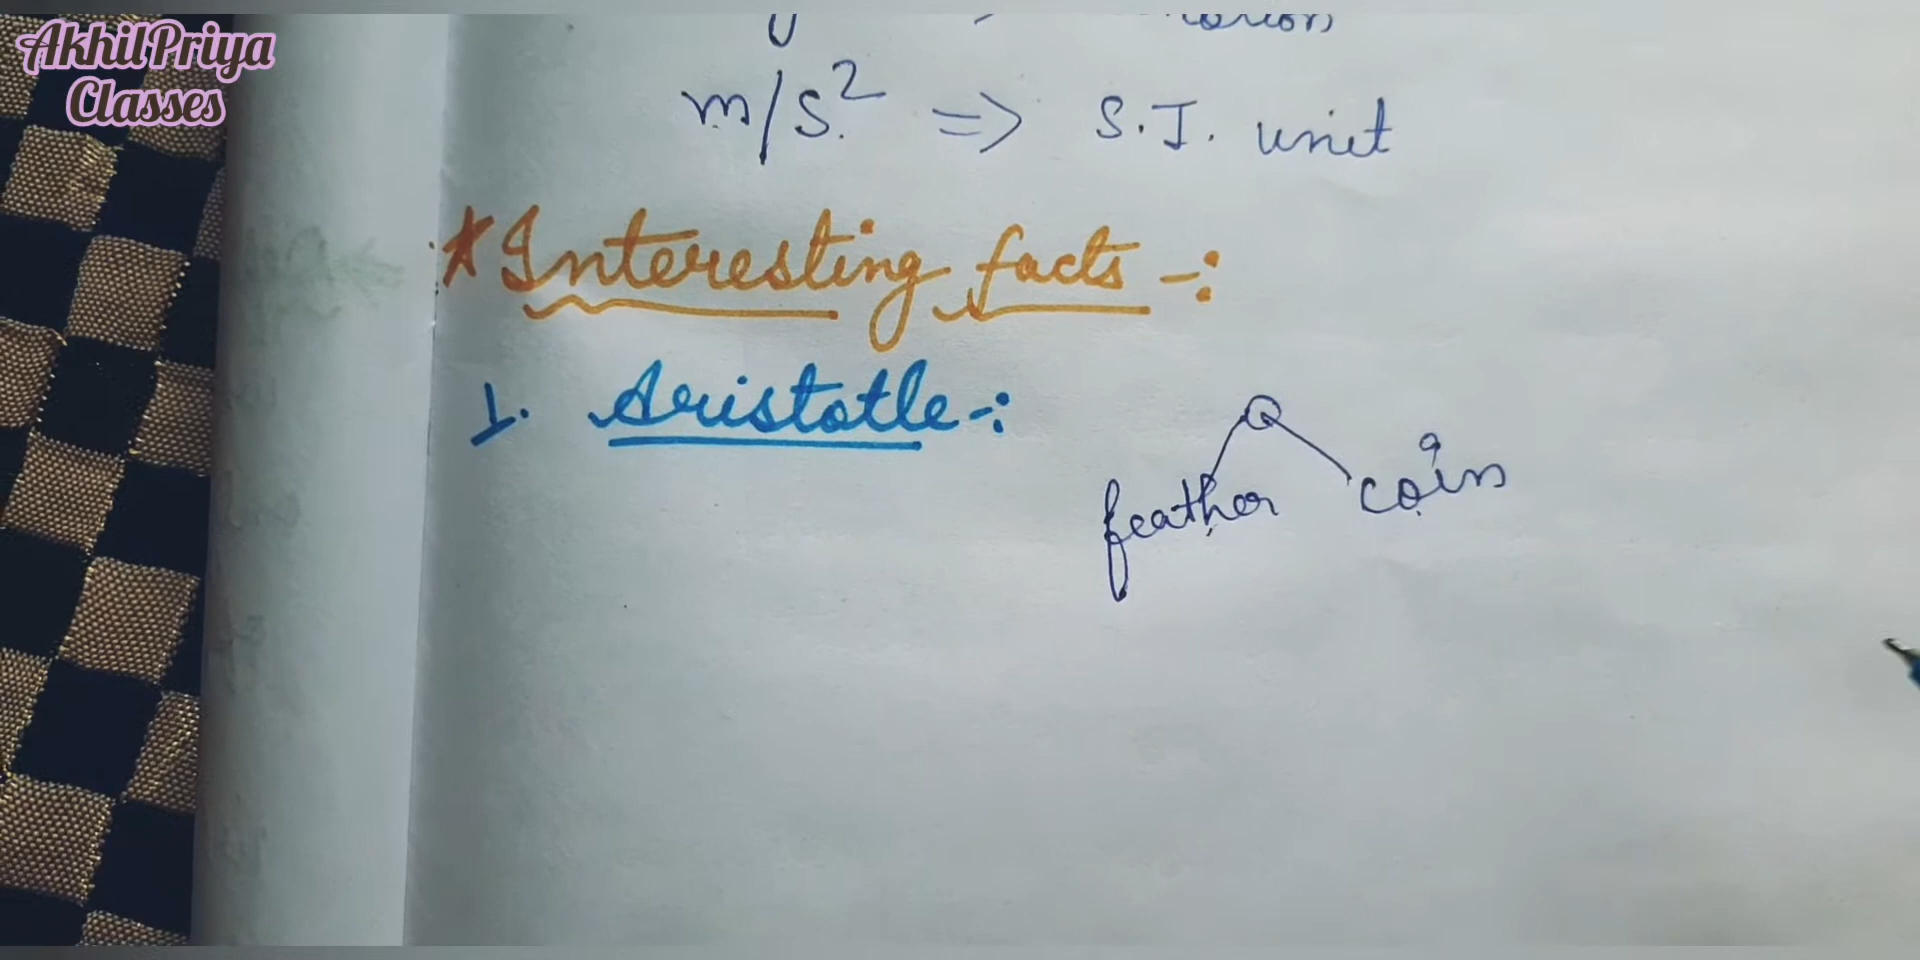 AkhilPriya
Classes
m/s² => S.I. unit
*Interesting facts -:
1. Aristotle -:
feather coin